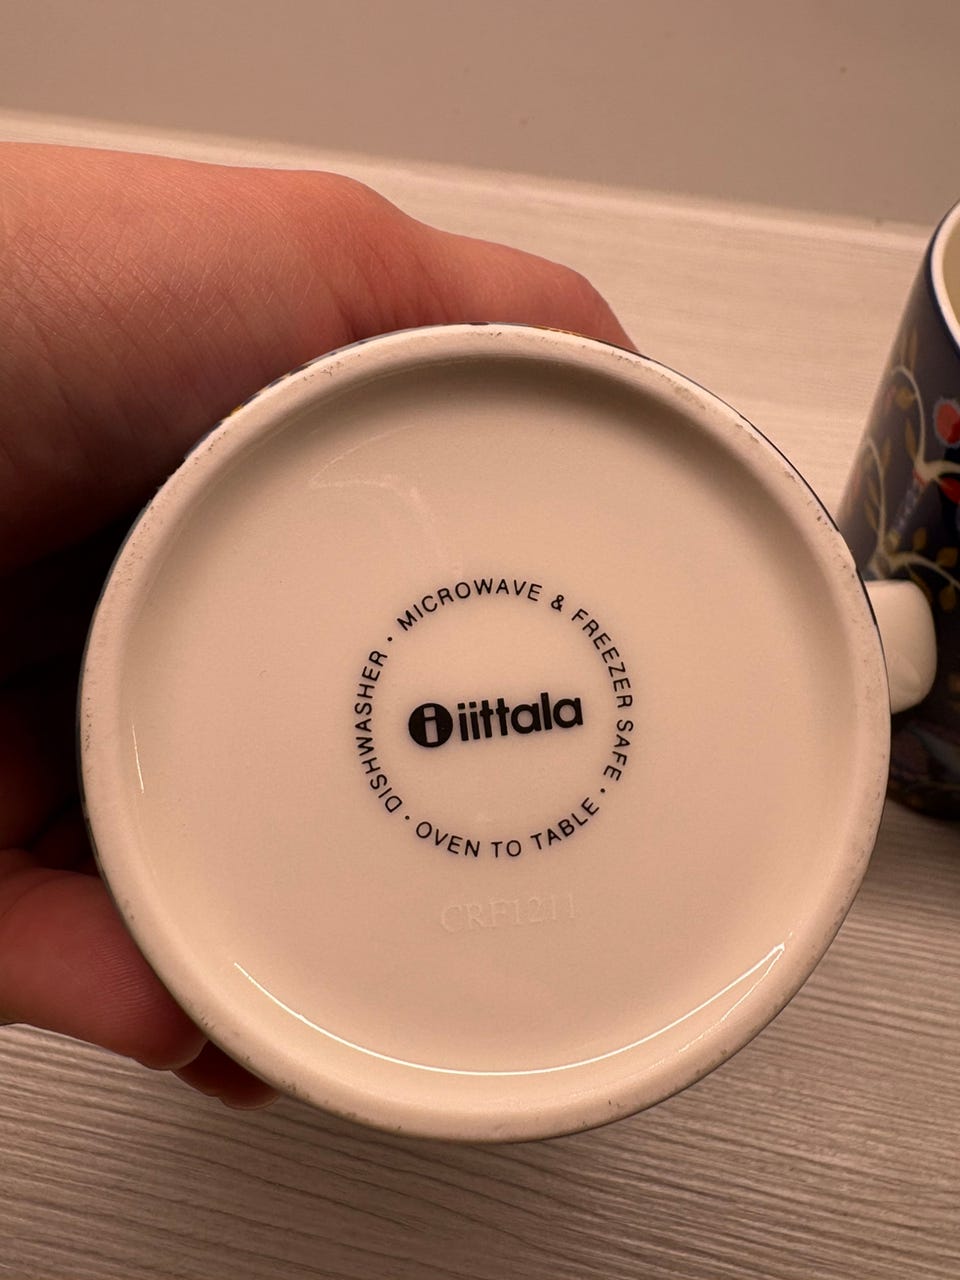 MICROWAVE & FREEZER SAFE · OVEN TO TABLE · DISHWASHER ·
i iittala
CRF1211